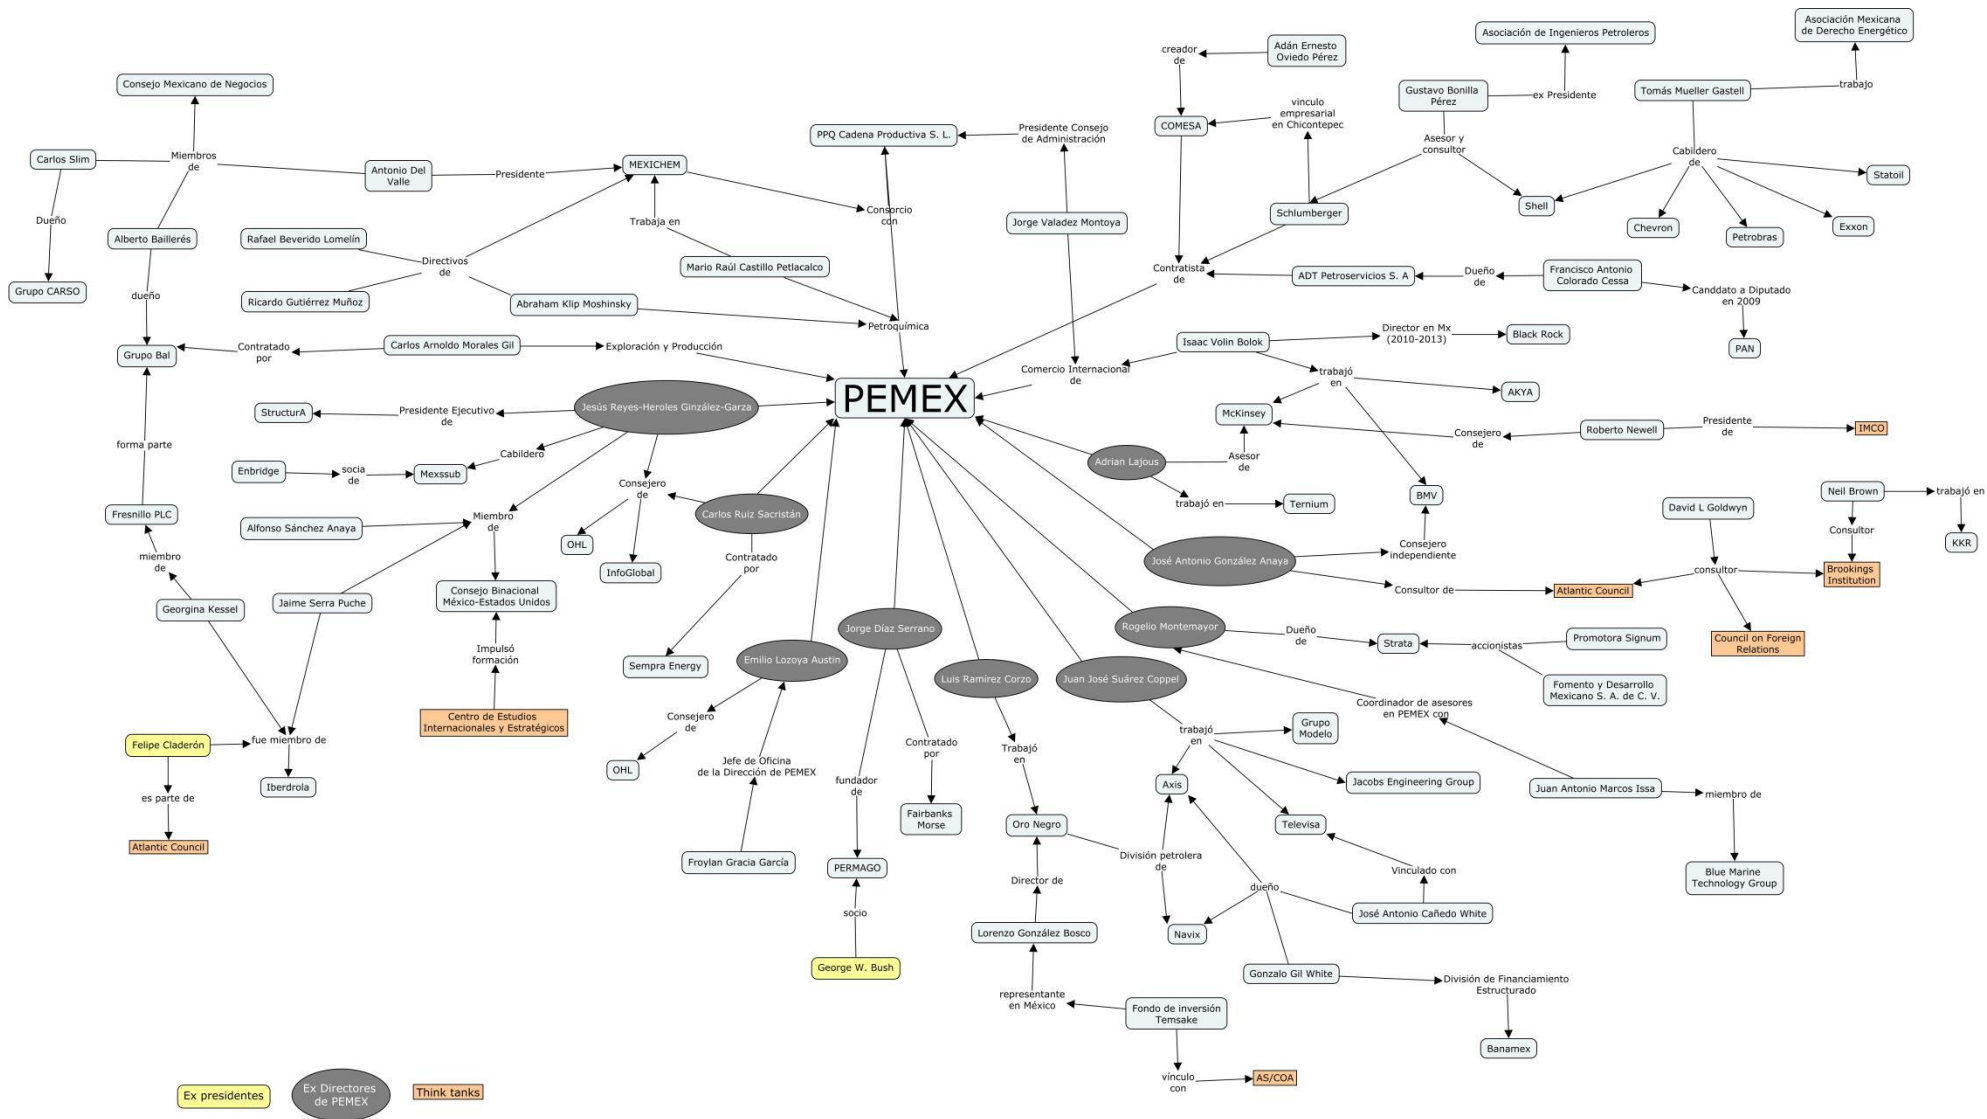 Asociación Mexicana
de Derecho Energético
Asociación de Ingenieros Petroleros
Adán Ernesto
Oviedo Pérez
creador
de
Consejo Mexicano de Negocios
Gustavo Bonilla
Pérez
ex Presidente
Tomás Mueller Gastell
trabajo
vinculo
empresarial
en Chicontepec
COMESA
PPQ Cadena Productiva S. L.
Presidente Consejo
de Administración
Asesor y
consultor
Cabildero
de
Carlos Slim
Miembros
de
Antonio Del
Valle
Presidente
MEXICHEM
Statoil
Dueño
Trabaja en
Consorcio
con
Jorge Valadez Montoya
Schlumberger
Shell
Chevron
Petrobras
Exxon
Alberto Baillerés
Rafael Beverido Lomelín
Directivos
de
Mario Raúl Castillo Petlacalco
Contratista
de
ADT Petroservicios S. A
Dueño
de
Francisco Antonio
Colorado Cessa
Grupo CARSO
dueño
Ricardo Gutiérrez Muñoz
Abraham Klip Moshinsky
Canddato a Diputado
en 2009
Petroquímica
Isaac Volin Bolok
Director en Mx
(2010-2013)
Black Rock
PAN
Grupo Bal
Contratado
por
Carlos Arnoldo Morales Gil
Exploración y Producción
Comercio Internacional
de
trabajó
en
AKYA
PEMEX
Jesús Reyes-Heroles Ginzález-Garza
StructurA
Presidente Ejecutivo
de
McKinsey
Consejero
de
Roberto Newell
Presidente
de
IMCO
forma parte
Cabildero
Enbridge
socia
de
Mexssub
Adrian Lajous
Asesor
de
trabajó en
Ternium
BMV
Consejero
de
Neil Brown
trabajó en
Fresnillo PLC
Alfonso Sánchez Anaya
Miembro
de
Carlos Ruiz Sacristán
David L Goldwyn
Consultor
KKR
OHL
InfoGlobal
Contratado
por
José Antonio González Anaya
Consejero
independiente
miembro
de
consultor
Brookings
Institution
Consultor de
Atlantic Council
Georgina Kessel
Jaime Serra Puche
Consejo Binacional
México-Estados Unidos
Jorge Díaz Serrano
Rogelio Montemayor
Dueño
de
Strata
accionistas
Promotora Signum
Council on Foreign
Relations
Impulsó
formación
Sempra Energy
Emilio Lozoya Austin
Luis Ramírez Corzo
Juan José Suárez Coppel
Fomento y Desarrollo
Mexicano S. A. de C. V.
Centro de Estudios
Internacionales y Estratégicos
Consejero
de
Coordinador de asesores
en PEMEX con
Felipe Claderón
fue miembro de
Grupo
Modelo
trabajó
en
Contratado
por
Trabajó
en
OHL
Jefe de Oficina
de la Dirección de PEMEX
fundador
de
Iberdrola
es parte de
Axis
Jacobs Engineering Group
Juan Antonio Marcos Issa
miembro de
Fairbanks
Morse
Oro Negro
Televisa
Atlantic Council
Froylan Gracia García
PERMAGO
División petrolera
de
Vinculado con
Blue Marine
Technology Group
Director de
dueño
socio
José Antonio Cañedo White
Lorenzo González Bosco
Navix
George W. Bush
Gonzalo Gil White
División de Financiamiento
Estructurado
representante
en México
Fondo de inversión
Temsake
Banamex
vínculo
con
AS/COA
Ex presidentes
Ex Directores
de PEMEX
Think tanks